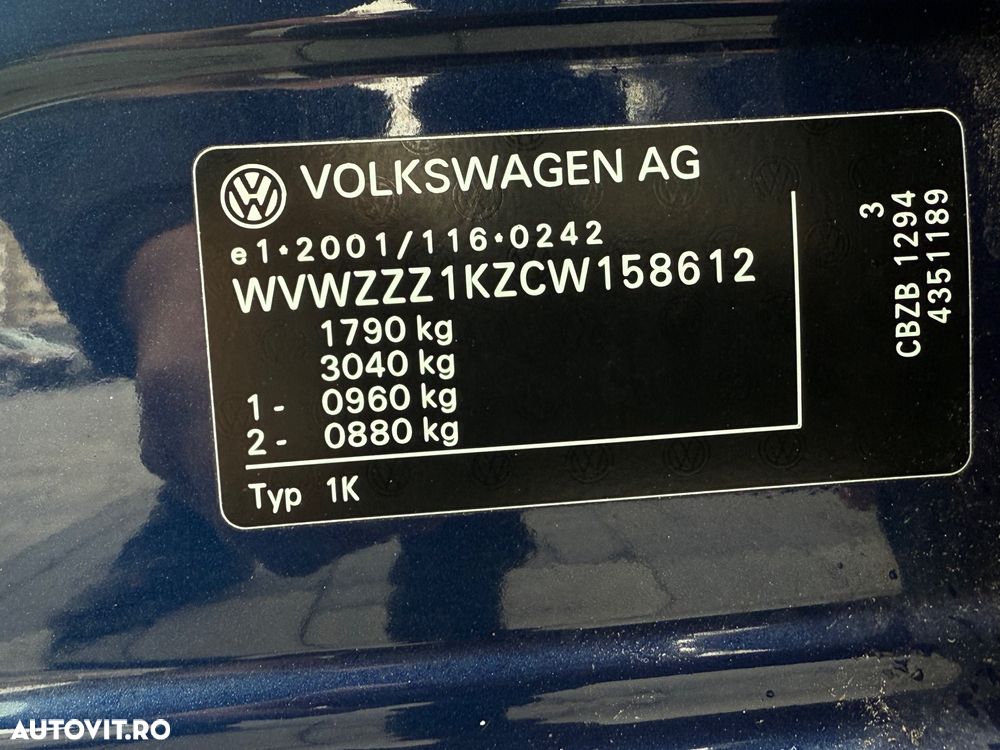 VOLKSWAGEN AG
e1*2001/116*0242
WVWZZZ1KZCW158612
1790 kg
3040 kg
1- 0960 kg
2- 0880 kg
Typ 1K
3
CBZB 1294
4351189
AUTOVIT.RO